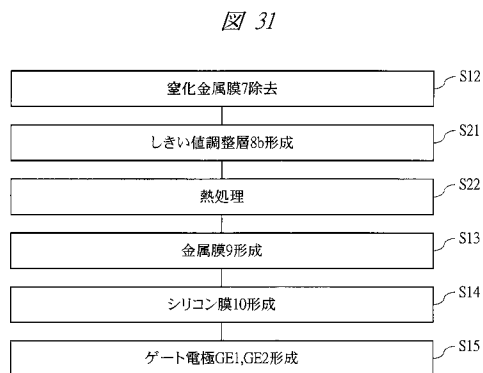 図 31
窒化金属膜7除去
S12
しきい値調整層8b形成
S21
熱処理
S22
金属膜9形成
S13
シリコン膜10形成
S14
ゲート電極GE1,GE2形成
S15